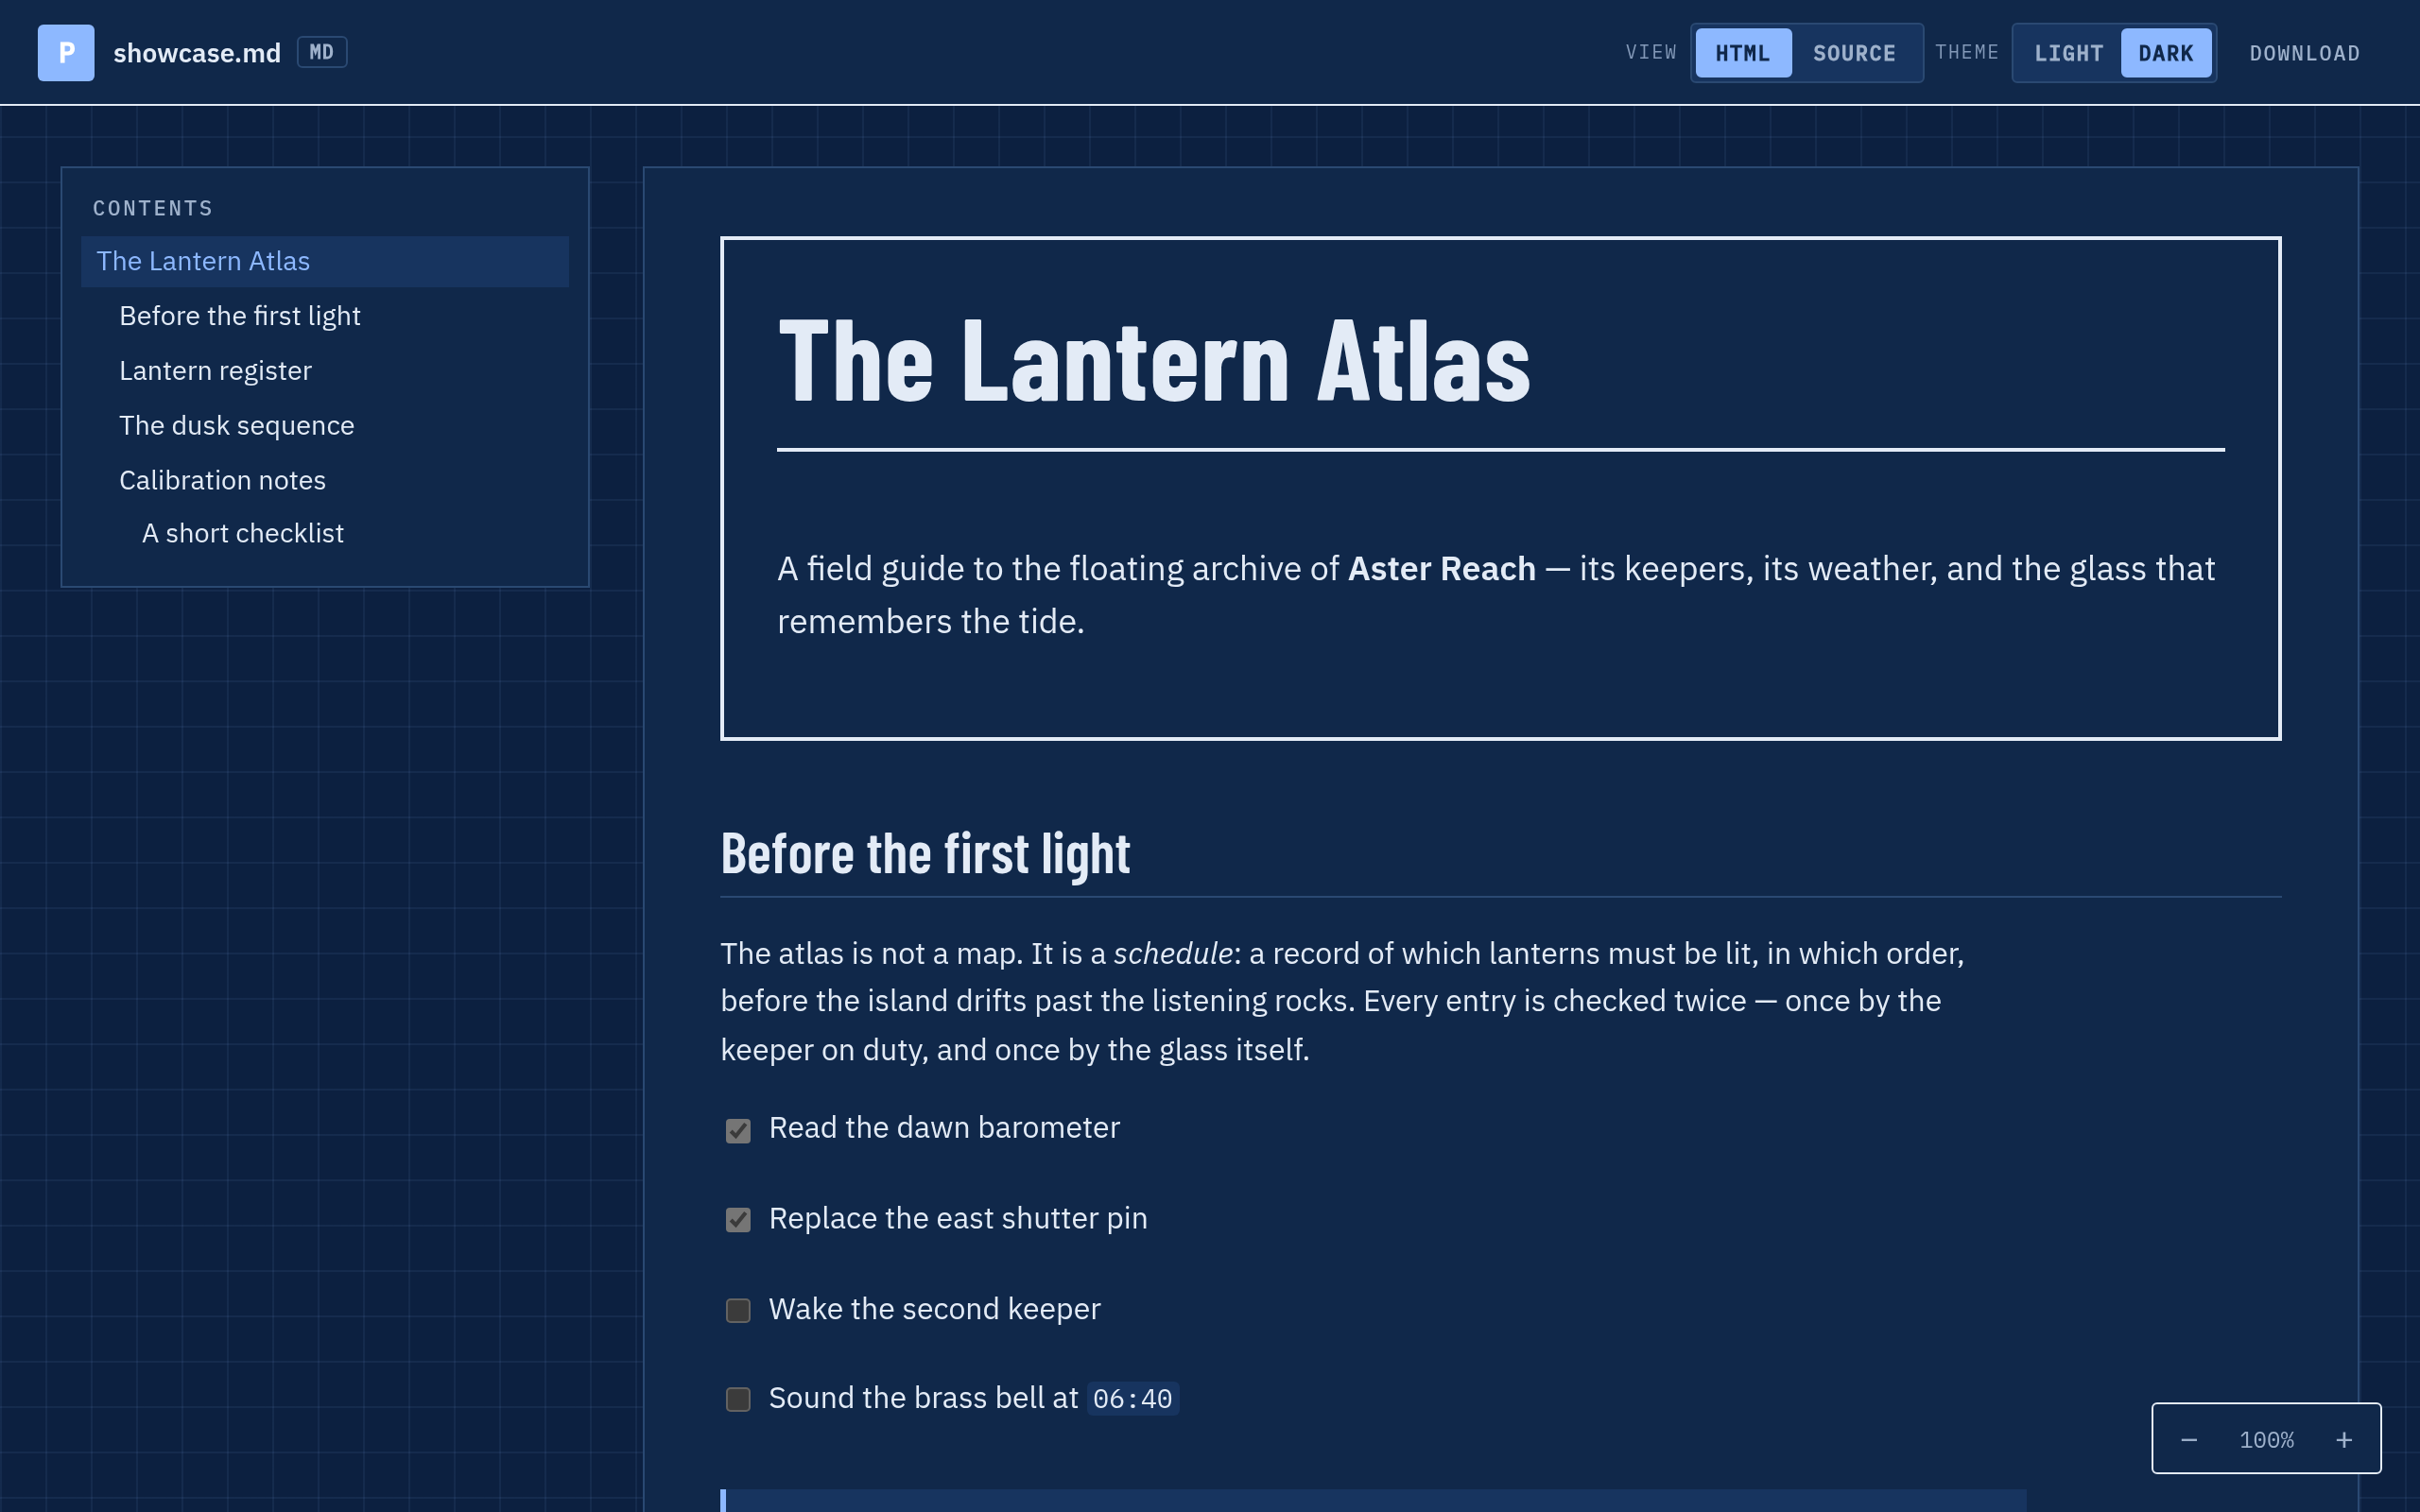 P showcase.md MD VIEW HTML SOURCE THEME LIGHT DARK DOWNLOAD
CONTENTS
The Lantern Atlas
Before the first light
Lantern register
The dusk sequence
Calibration notes
A short checklist
The Lantern Atlas
A field guide to the floating archive of Aster Reach — its keepers, its weather, and the glass that
remembers the tide.
Before the first light
The atlas is not a map. It is a schedule: a record of which lanterns must be lit, in which order,
before the island drifts past the listening rocks. Every entry is checked twice — once by the
keeper on duty, and once by the glass itself.
Read the dawn barometer
Replace the east shutter pin
Wake the second keeper
Sound the brass bell at 06:40
− 100% +